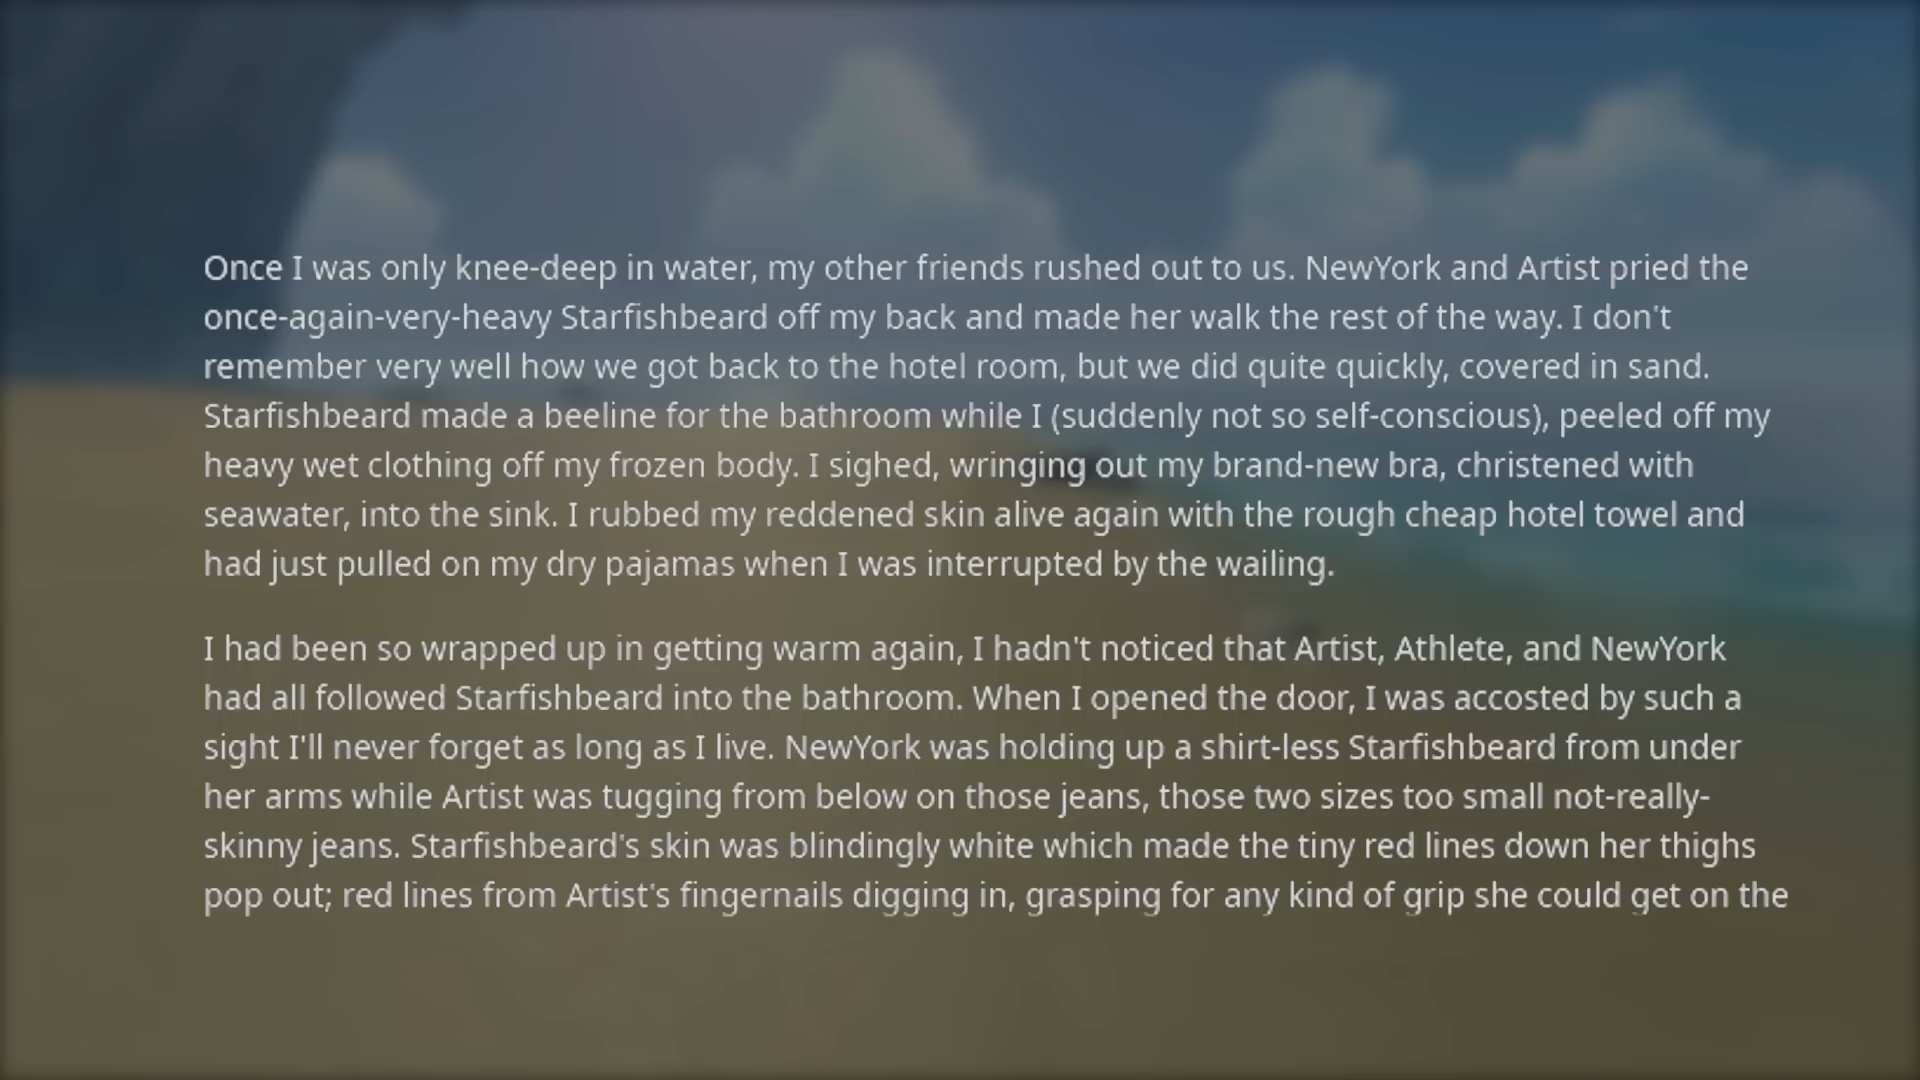 Once I was only knee-deep in water, my other friends rushed out to us. NewYork and Artist pried the
once-again-very-heavy Starfishbeard off my back and made her walk the rest of the way. I don't
remember very well how we got back to the hotel room, but we did quite quickly, covered in sand.
Starfishbeard made a beeline for the bathroom while I (suddenly not so self-conscious), peeled off my
heavy wet clothing off my frozen body. I sighed, wringing out my brand-new bra, christened with
seawater, into the sink. I rubbed my reddened skin alive again with the rough cheap hotel towel and
had just pulled on my dry pajamas when I was interrupted by the wailing.
I had been so wrapped up in getting warm again, I hadn't noticed that Artist, Athlete, and NewYork
had all followed Starfishbeard into the bathroom. When I opened the door, I was accosted by such a
sight I'll never forget as long as I live. NewYork was holding up a shirt-less Starfishbeard from under
her arms while Artist was tugging from below on those jeans, those two sizes too small not-really-
skinny jeans. Starfishbeard's skin was blindingly white which made the tiny red lines down her thighs
pop out; red lines from Artist's fingernails digging in, grasping for any kind of grip she could get on the